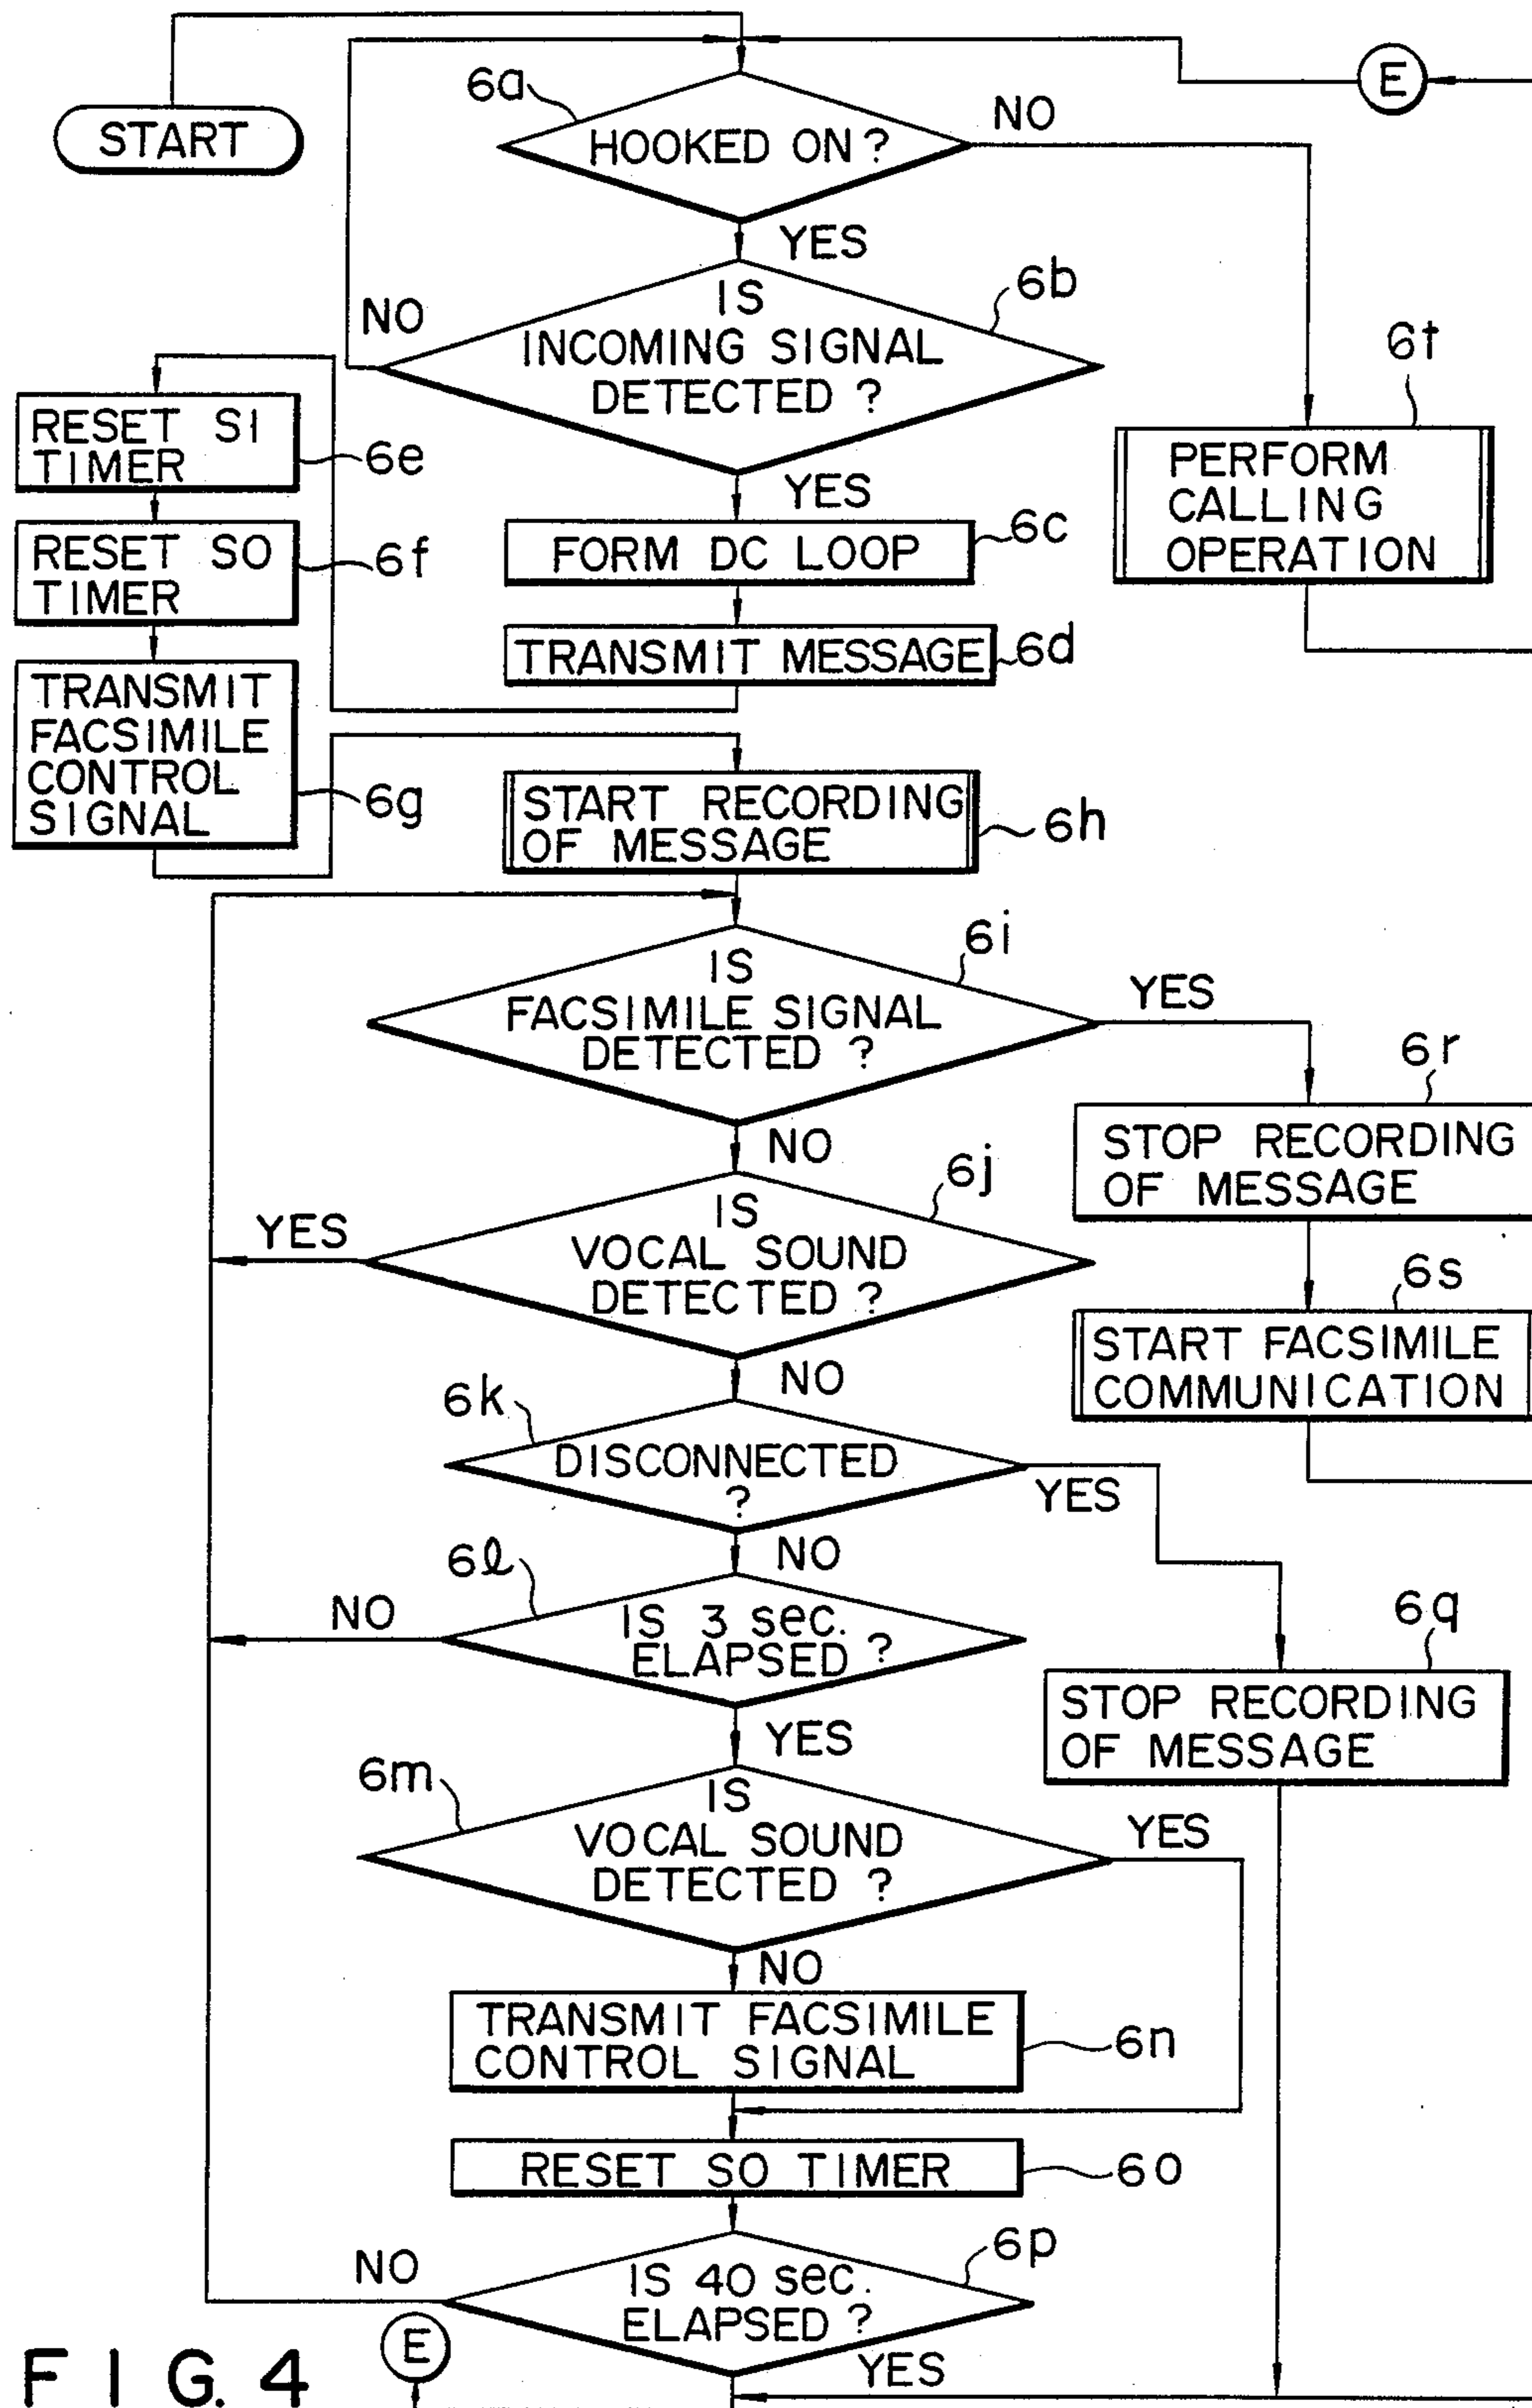 START
6a
HOOKED ON ?
NO
E
YES
6b
NO
IS
INCOMING SIGNAL
DETECTED ?
YES
6t
PERFORM
CALLING
OPERATION
RESET S1
TIMER
6e
RESET S0
TIMER
6f
FORM DC LOOP
6c
TRANSMIT MESSAGE
6d
TRANSMIT
FACSIMILE
CONTROL
SIGNAL
6g
START RECORDING
OF MESSAGE
6h
6i
IS
FACSIMILE SIGNAL
DETECTED ?
YES
NO
6r
STOP RECORDING
OF MESSAGE
6j
IS
VOCAL SOUND
DETECTED ?
YES
NO
6s
START FACSIMILE
COMMUNICATION
6k
DISCONNECTED
?
YES
NO
6l
IS 3 sec.
ELAPSED ?
NO
YES
6q
STOP RECORDING
OF MESSAGE
6m
IS
VOCAL SOUND
DETECTED ?
YES
NO
TRANSMIT FACSIMILE
CONTROL SIGNAL
6n
RESET S0 TIMER
6o
6p
IS 40 sec.
ELAPSED ?
NO
YES
E
FIG. 4